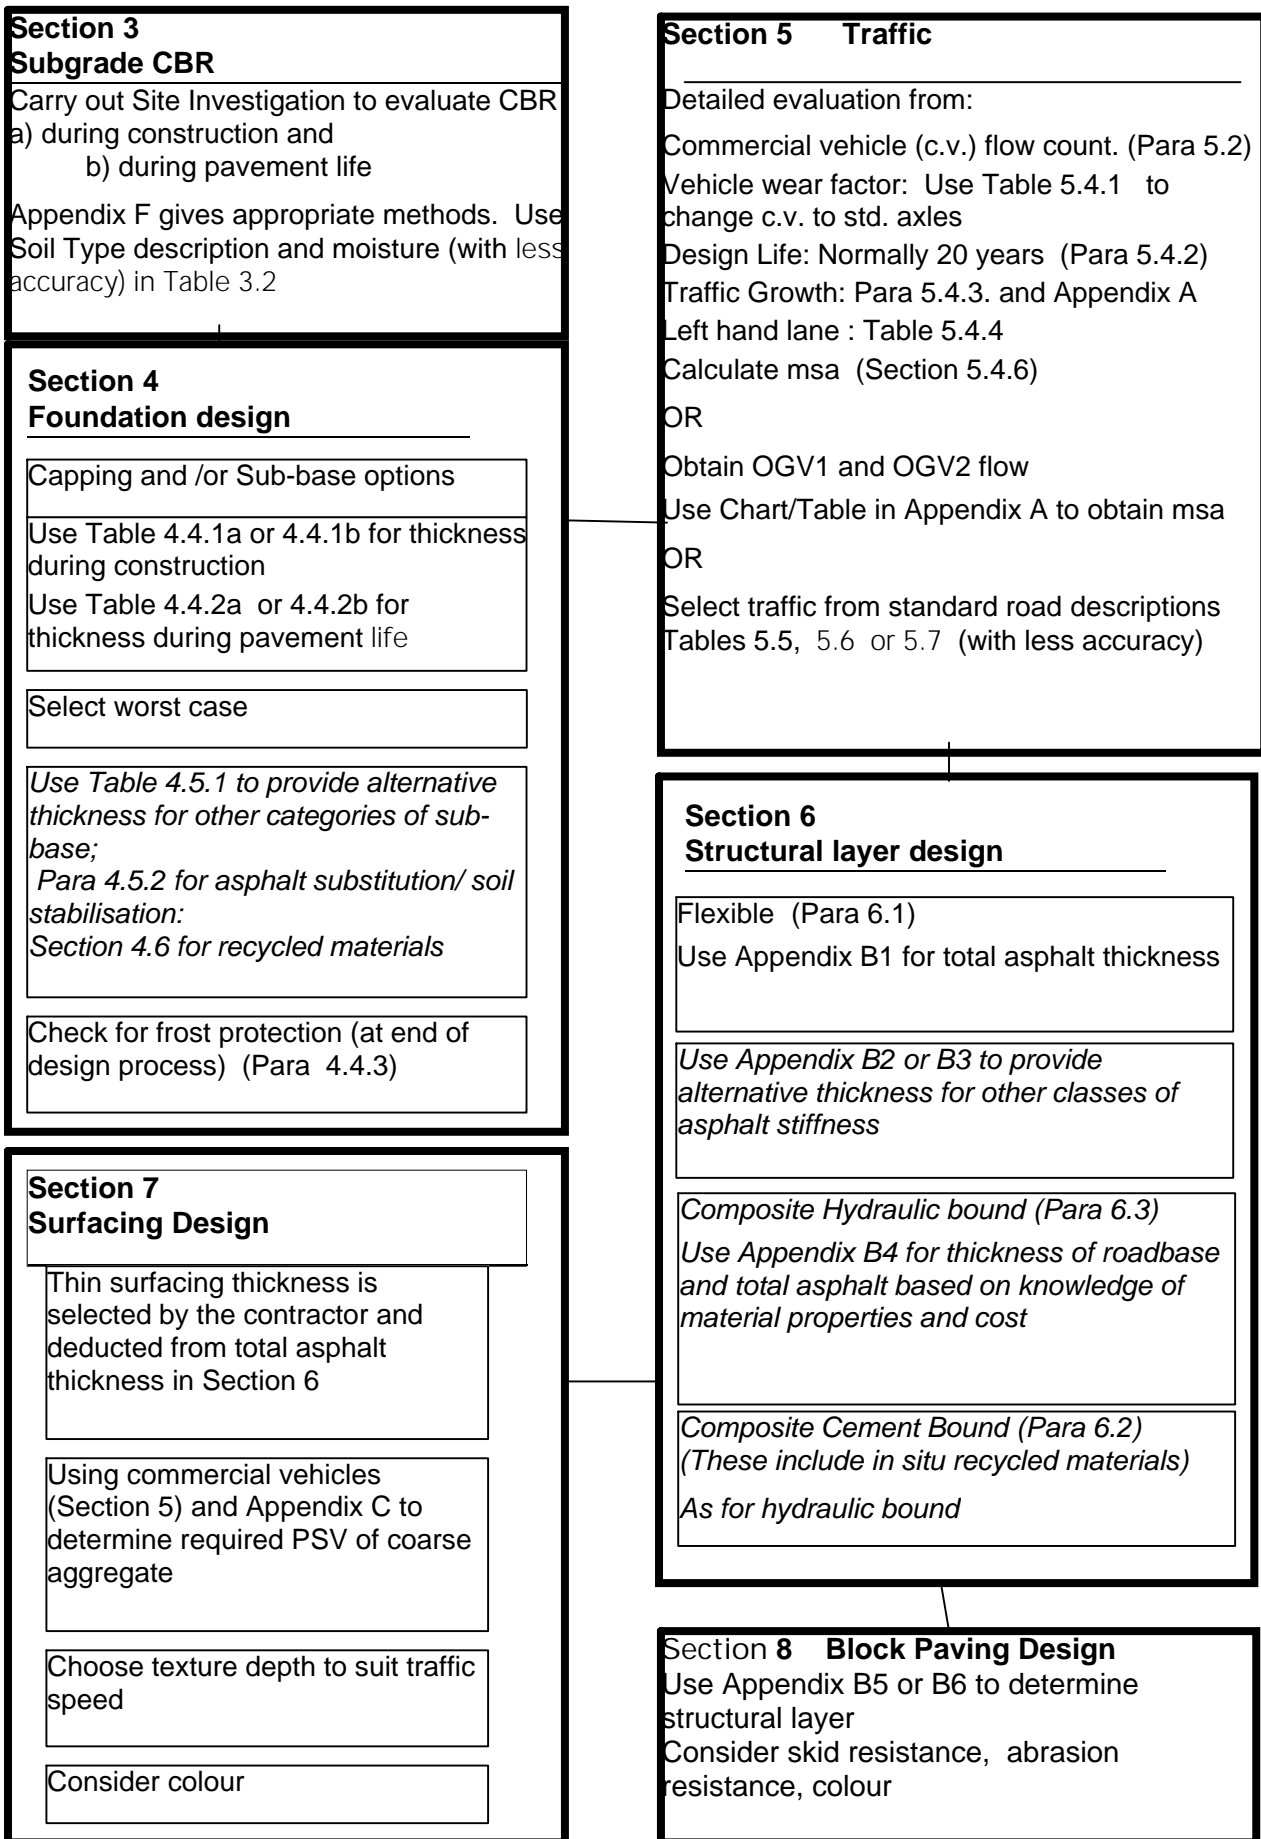 Section 3
Subgrade CBR
Carry out Site Investigation to evaluate CBR
a) during construction and
b) during pavement life
Appendix F gives appropriate methods.  Use
Soil Type description and moisture (with less
accuracy) in Table 3.2
Section 4
Foundation design
Capping and /or Sub-base options
Use Table 4.4.1a or 4.4.1b for thickness
during construction
Use Table 4.4.2a  or 4.4.2b for
thickness during pavement life
Select worst case
Use Table 4.5.1 to provide alternative
thickness for other categories of sub-
base;
Para 4.5.2 for asphalt substitution/ soil
stabilisation:
Section 4.6 for recycled materials
Check for frost protection (at end of
design process)  (Para  4.4.3)
Section 7
Surfacing Design
Thin surfacing thickness is
selected by the contractor and
deducted from total asphalt
thickness in Section 6
Using commercial vehicles
(Section 5) and Appendix C to
determine required PSV of coarse
aggregate
Choose texture depth to suit traffic
speed
Consider colour
Section 5    Traffic
Detailed evaluation from:
Commercial vehicle (c.v.) flow count. (Para 5.2)
Vehicle wear factor:  Use Table 5.4.1   to
change c.v. to std. axles
Design Life: Normally 20 years  (Para 5.4.2)
Traffic Growth: Para 5.4.3. and Appendix A
Left hand lane : Table 5.4.4
Calculate msa  (Section 5.4.6)
OR
Obtain OGV1 and OGV2 flow
Use Chart/Table in Appendix A to obtain msa
OR
Select traffic from standard road descriptions
Tables 5.5,  5.6  or 5.7  (with less accuracy)
Section 6
Structural layer design
Flexible  (Para 6.1)
Use Appendix B1 for total asphalt thickness
Use Appendix B2 or B3 to provide
alternative thickness for other classes of
asphalt stiffness
Composite Hydraulic bound (Para 6.3)
Use Appendix B4 for thickness of roadbase
and total asphalt based on knowledge of
material properties and cost
Composite Cement Bound (Para 6.2)
(These include in situ recycled materials)
As for hydraulic bound
Section 8   Block Paving Design
Use Appendix B5 or B6 to determine
structural layer
Consider skid resistance,  abrasion
resistance, colour